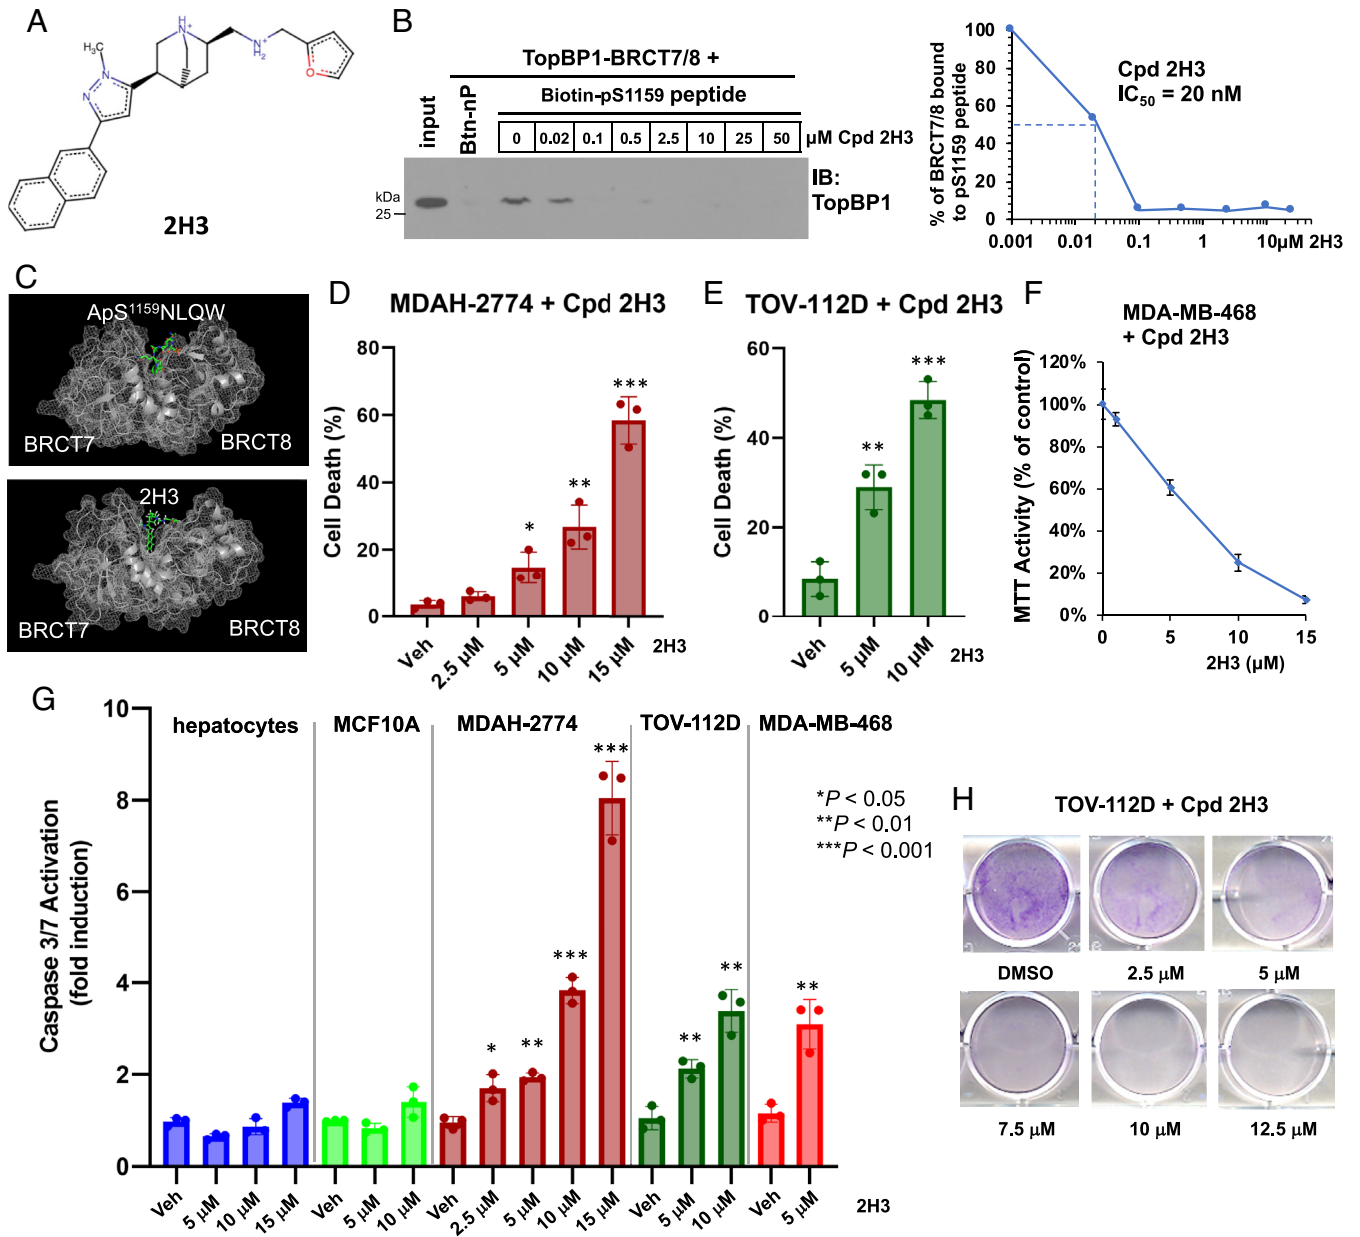 A
H
N
+
CH₃
N
N
N
H₂
+
O
2H3
B
TopBP1-BRCT7/8 +
Biotin-pS1159 peptide
input
Btn-nP
0 0.02 0.1 0.5 2.5 10 25 50 μM Cpd 2H3
kDa
25
IB:
TopBP1
% of BRCT7/8 bound
to pS1159 peptide
100
80
60
40
20
0
0.001 0.01 0.1 1 10μM 2H3
Cpd 2H3
IC₅₀ = 20 nM
C
ApS¹¹⁵⁹NLQW
BRCT7 BRCT8
2H3
BRCT7 BRCT8
D
MDAH-2774 + Cpd 2H3
Cell Death (%)
80
60
40
20
0
* ** ***
Veh 2.5 μM 5 μM 10 μM 15 μM 2H3
E
TOV-112D + Cpd 2H3
Cell Death (%)
60
40
20
0
** ***
Veh 5 μM 10 μM 2H3
F
MDA-MB-468
+ Cpd 2H3
MTT Activity (% of control)
120%
100%
80%
60%
40%
20%
0%
0 5 10 15
2H3 (μM)
G
Caspase 3/7 Activation
(fold induction)
10
8
6
4
2
0
hepatocytes MCF10A MDAH-2774 TOV-112D MDA-MB-468
* ** *** *** ** ** **
*P < 0.05
**P < 0.01
***P < 0.001
Veh 5 μM 10 μM 15 μM Veh 5 μM 10 μM Veh 2.5 μM 5 μM 10 μM 15 μM Veh 5 μM 10 μM Veh 5 μM 2H3
H
TOV-112D + Cpd 2H3
DMSO 2.5 μM 5 μM
7.5 μM 10 μM 12.5 μM